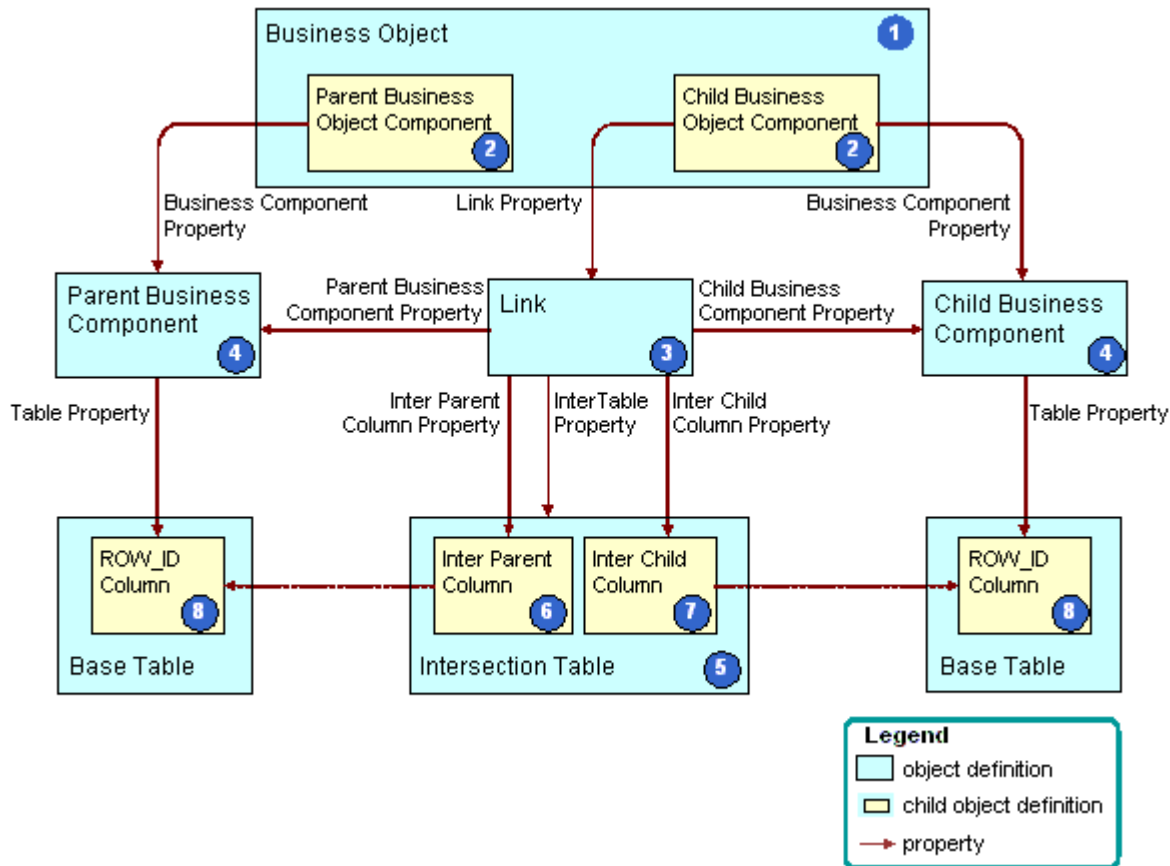 Business Object
1
Parent Business
Object Component
2
Child Business
Object Component
2
Business Component
Property
Link Property
Business Component
Property
Parent Business
Component
4
Parent Business
Component Property
Link
3
Child Business
Component Property
Child Business
Component
4
Table Property
Inter Parent
Column Property
InterTable
Property
Inter Child
Column Property
Table Property
ROW_ID
Column
8
Base Table
Inter Parent
Column
6
Inter Child
Column
7
Intersection Table
5
ROW_ID
Column
8
Base Table
Legend
object definition
child object definition
property